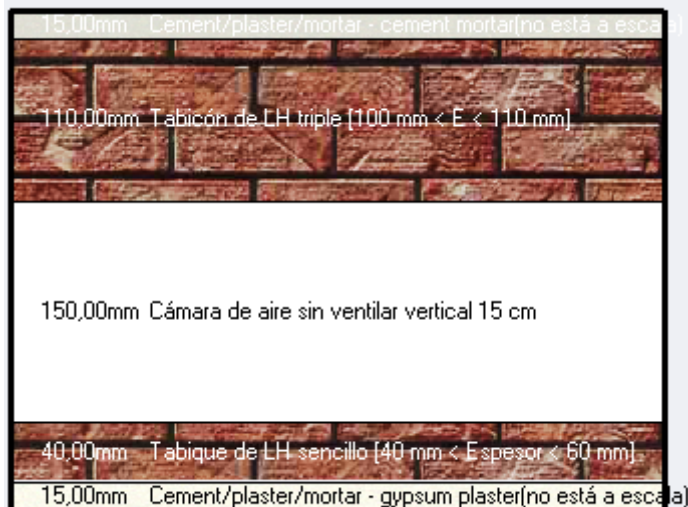 15,00mm Cement/plaster/mortar - cement mortar(no está a escala)
110,00mm Tabicón de LH triple [100 mm < E < 110 mm]
150,00mm Cámara de aire sin ventilar vertical 15 cm
40,00mm Tabique de LH sencillo [40 mm < Espesor < 60 mm]
15,00mm Cement/plaster/mortar - gypsum plaster(no está a escala)